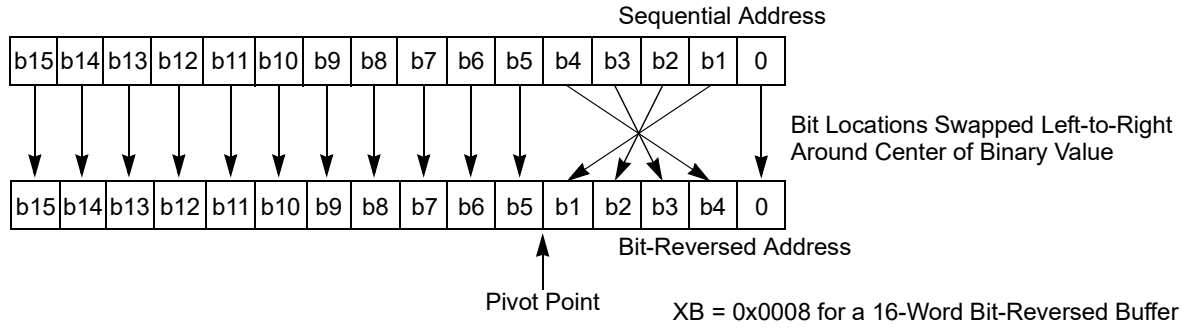 Sequential Address
b15 b14 b13 b12 b11 b10 b9 b8 b7 b6 b5 b4 b3 b2 b1 0
Bit Locations Swapped Left-to-Right
Around Center of Binary Value
b15 b14 b13 b12 b11 b10 b9 b8 b7 b6 b5 b1 b2 b3 b4 0
Bit-Reversed Address
Pivot Point
XB = 0x0008 for a 16-Word Bit-Reversed Buffer